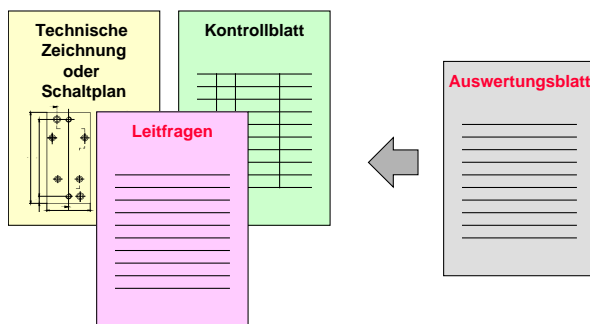 Technische
Zeichnung
oder
Schaltplan
Kontrollblatt
Leitfragen
Auswertungsblatt